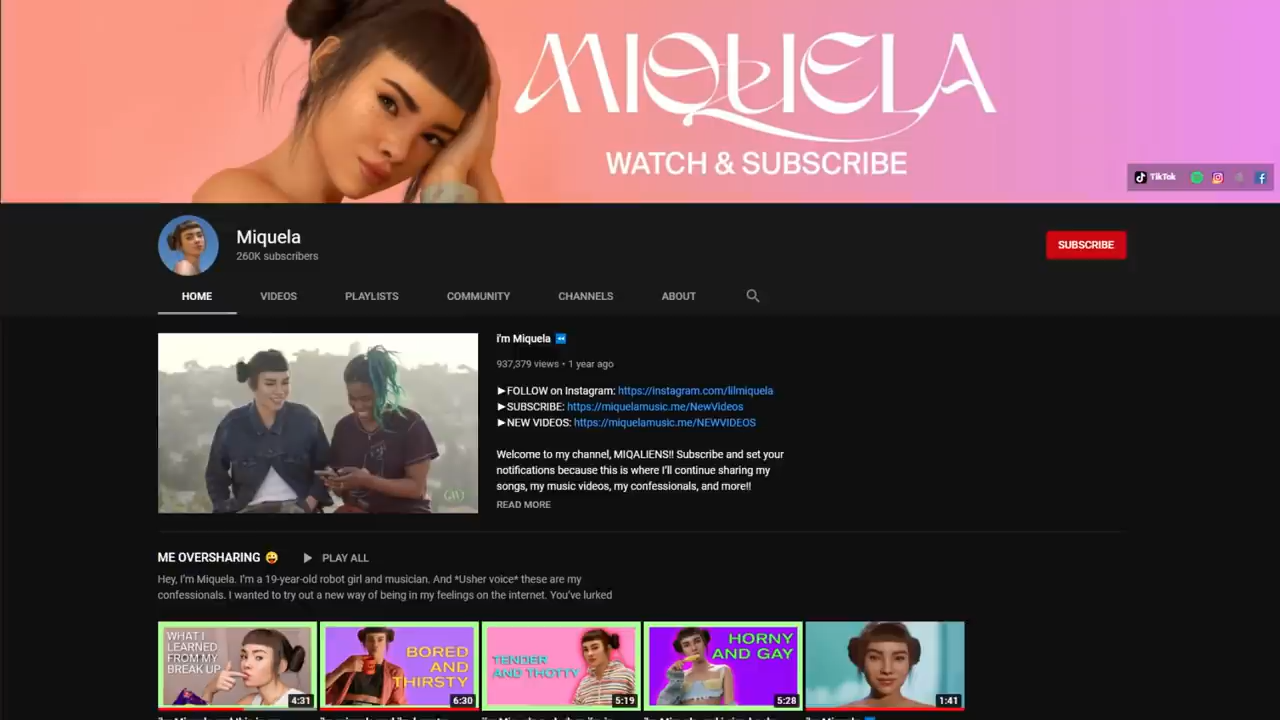 MIQUELA
WATCH & SUBSCRIBE
TikTok
Miquela
260K subscribers
SUBSCRIBE
HOME VIDEOS PLAYLISTS COMMUNITY CHANNELS ABOUT
i'm Miquela
937,379 views • 1 year ago
►FOLLOW on Instagram: https://instagram.com/lilmiquela
►SUBSCRIBE: https://miquelamusic.me/NewVideos
►NEW VIDEOS: https://miquelamusic.me/NEWVIDEOS
Welcome to my channel, MIQALIENS!! Subscribe and set your
notifications because this is where I'll continue sharing my
songs, my music videos, my confessionals, and more!!
READ MORE
ME OVERSHARING 😜 ▶ PLAY ALL
Hey, I'm Miquela. I'm a 19-year-old robot girl and musician. And *Usher voice* these are my
confessionals. I wanted to try out a new way of being in my feelings on the internet. You've lurked
WHAT I
LEARNED
FROM MY
BREAK UP
4:31
BORED
AND
THIRSTY
6:30
TENDER
AND THOTTY
5:19
HORNY
AND GAY
5:28
1:41